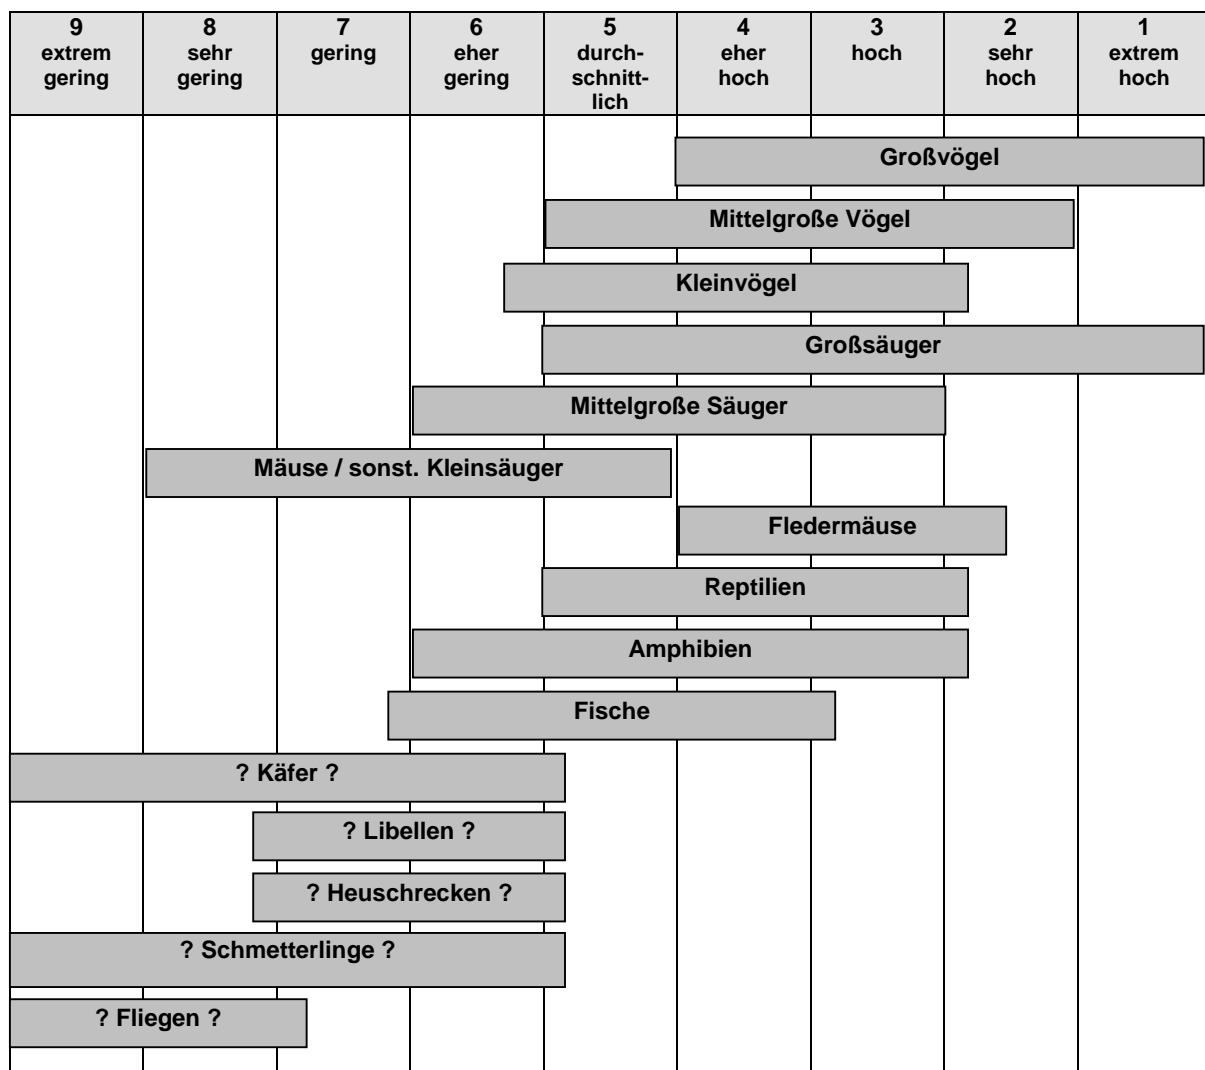 9 8 7 6 5 4 3 2 1
extrem sehr gering eher durch- eher hoch sehr extrem
gering gering gering schnitt- hoch hoch hoch
lich
Großvögel
Mittelgroße Vögel
Kleinvögel
Großsäuger
Mittelgroße Säuger
Mäuse / sonst. Kleinsäuger
Fledermäuse
Reptilien
Amphibien
Fische
? Käfer ?
? Libellen ?
? Heuschrecken ?
? Schmetterlinge ?
? Fliegen ?